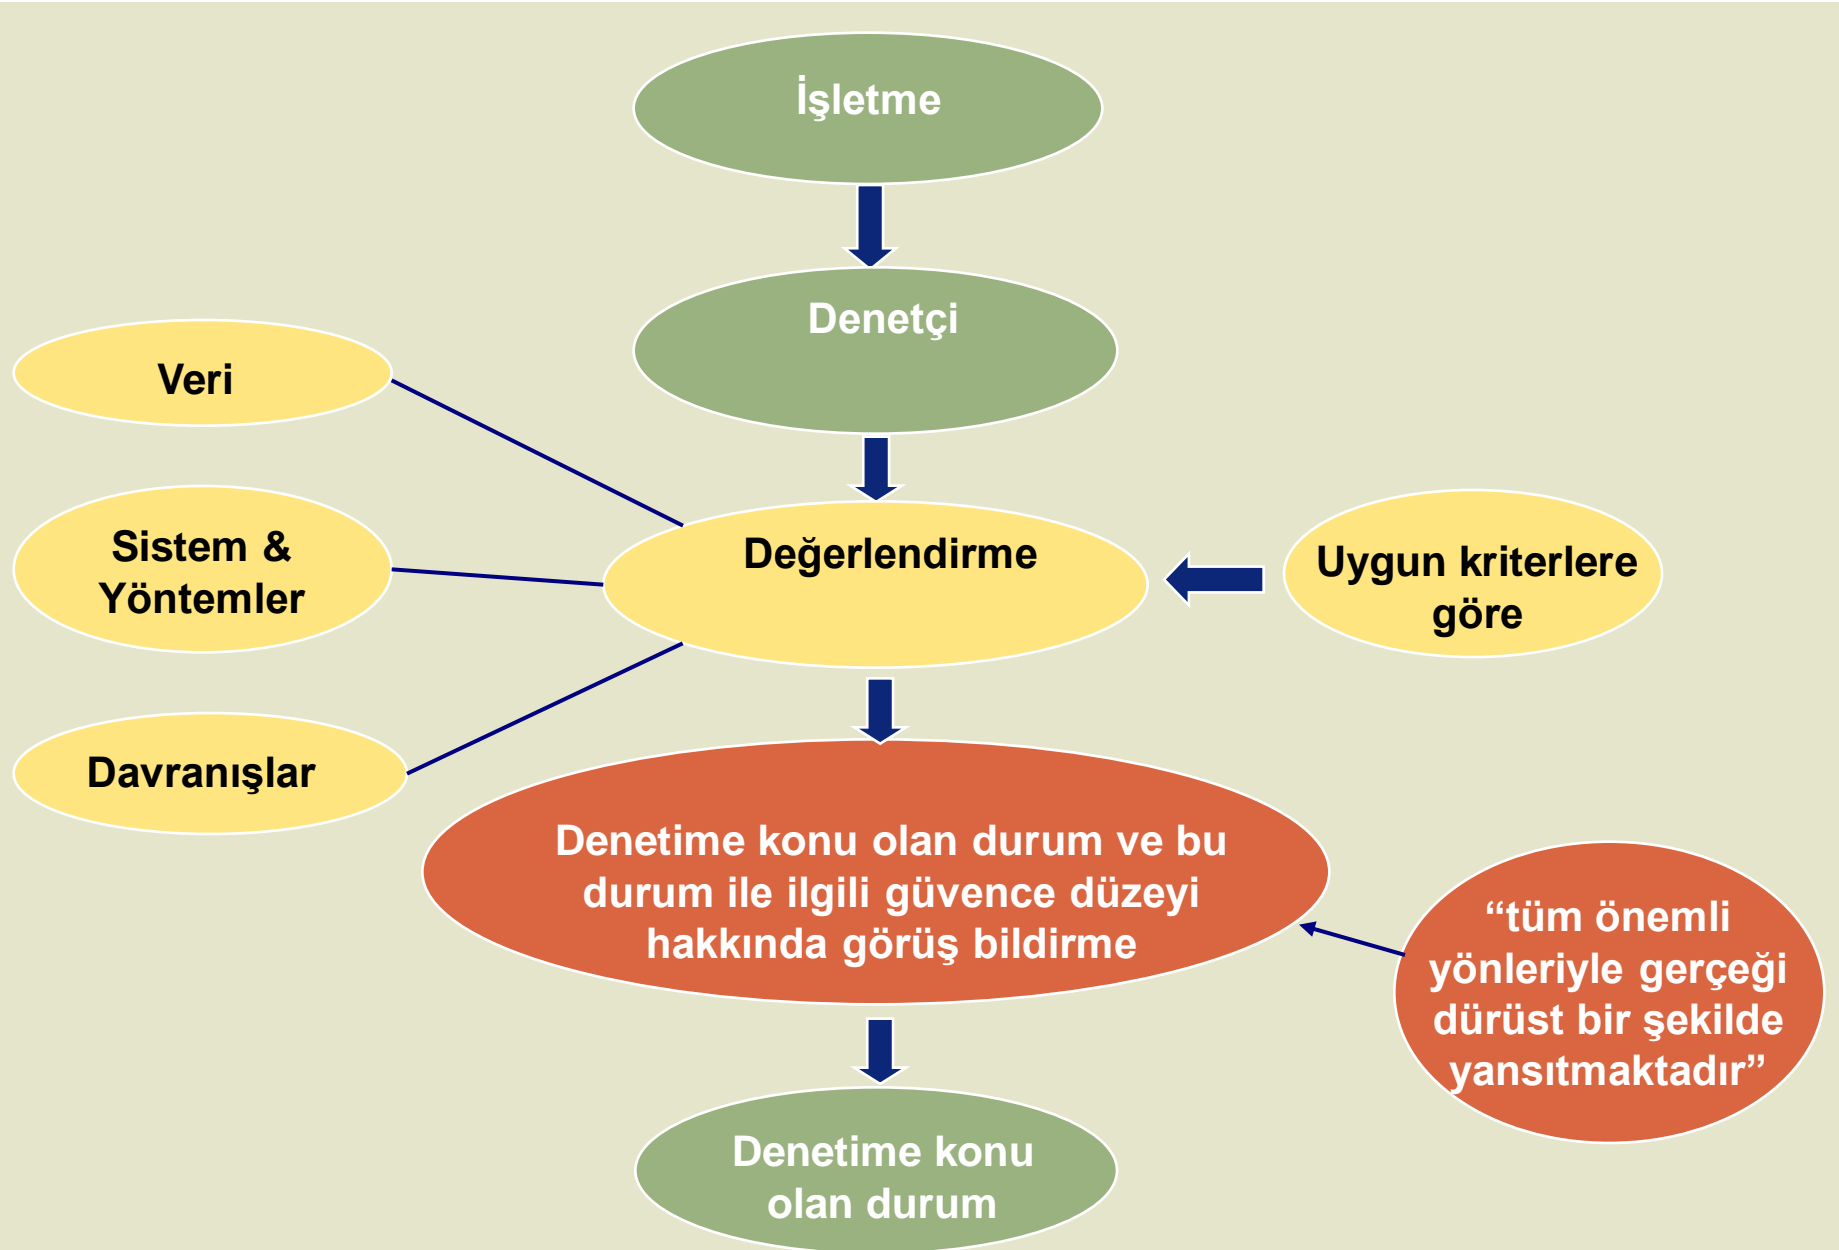 İşletme
Denetçi
Veri
Sistem &
Yöntemler
Davranışlar
Değerlendirme
Uygun kriterlere
göre
Denetime konu olan durum ve bu
durum ile ilgili güvence düzeyi
hakkında görüş bildirme
“tüm önemli
yönleriyle gerçeği
dürüst bir şekilde
yansıtmaktadır”
Denetime konu
olan durum